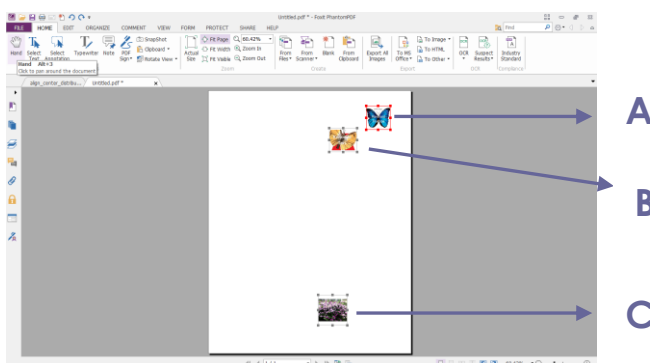 Untitled.pdf * - Foxit PhantomPDF
FILE HOME EDIT ORGANIZE COMMENT VIEW FORM PROTECT SHARE HELP
Find
SnapShot
Clipboard
Rotate View
Fit Page
Fit Width
Fit Visible
60.42%
Zoom In
Zoom Out
To Image
To HTML
To Other
Hand
Select Text
Select Annotation
Typewriter
Note
PDF Sign
Actual Size
From Files
From Scanner
Blank
From Clipboard
Export All Images
To MS Office
OCR
Suspect Results
Industry Standard
Zoom
Create
Export
OCR
Compliance
Hand Alt+3
Click to pan around the document
align_center_distribu...
Untitled.pdf *
A
B
C